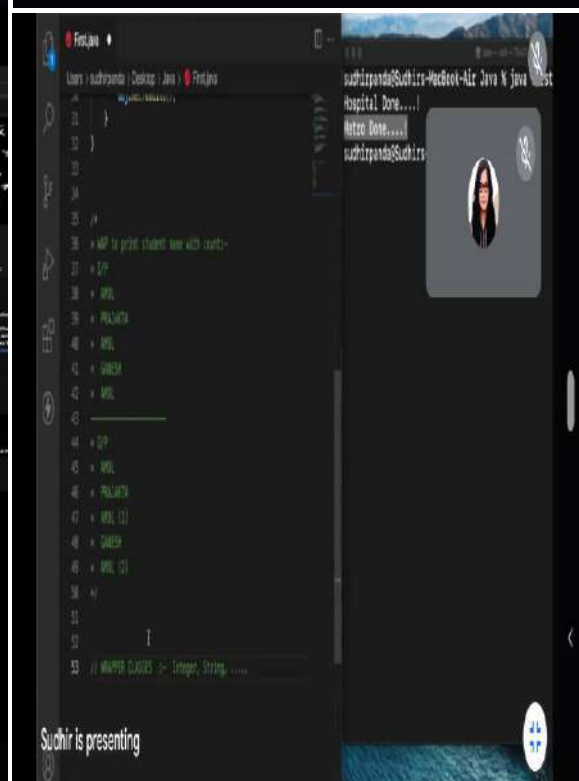 First.java
Users > sudhirpanda > Desktop > Java > First.java
31 }
32 }
33
34
35 /*
36 * WAP to print student name with count:-
37 * I/P
38 * AMOL
39 * PRAJAKTA
40 * AMOL
41 * GANESH
42 * AMOL
43
44 * O/P
45 * AMOL
46 * PRAJAKTA
47 * AMOL (1)
48 * GANESH
49 * AMOL (2)
50 */
51
52
53 // WRAPPER CLASSES :- Integer, String, .....
sudhirpanda@Sudhirs-MacBook-Air Java % java
Hospital Done....!
Metro Done....!
sudhirpanda@Sudhirs-
Sudhir is presenting